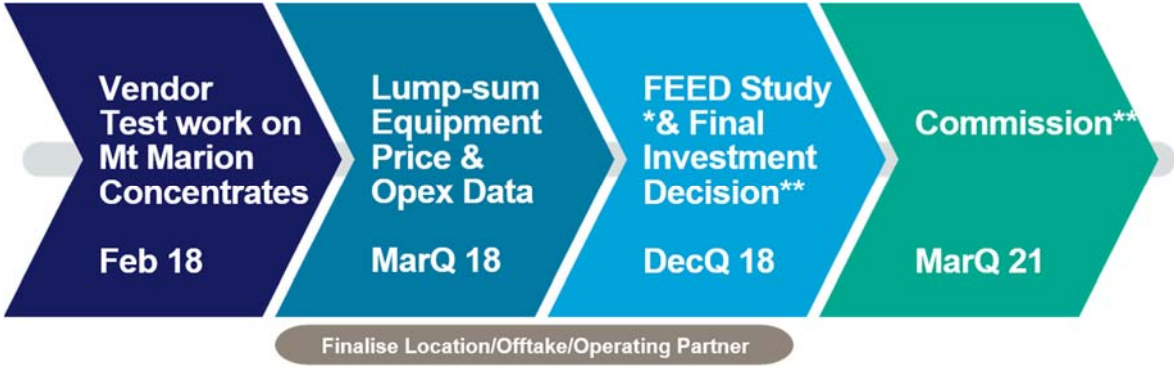 Vendor
Test work on
Mt Marion
Concentrates
Feb 18
Lump-sum
Equipment
Price &
Opex Data
MarQ 18
FEED Study
*& Final
Investment
Decision**
DecQ 18
Commission**
MarQ 21
Finalise Location/Offtake/Operating Partner